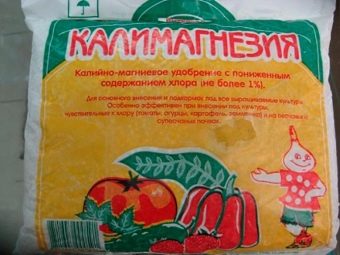 КАЛИМАГНЕЗИЯ
Калийно-магниевое удобрение с пониженным
содержанием хлора (не более 1%).
Для основного внесения и подкормок под все выращиваемые культуры.
Особенно эффективен при внесении под культуры,
чувствительные к хлору (томаты, огурцы, картофель, земляника) и на песчаных и
супесчаных почвах.